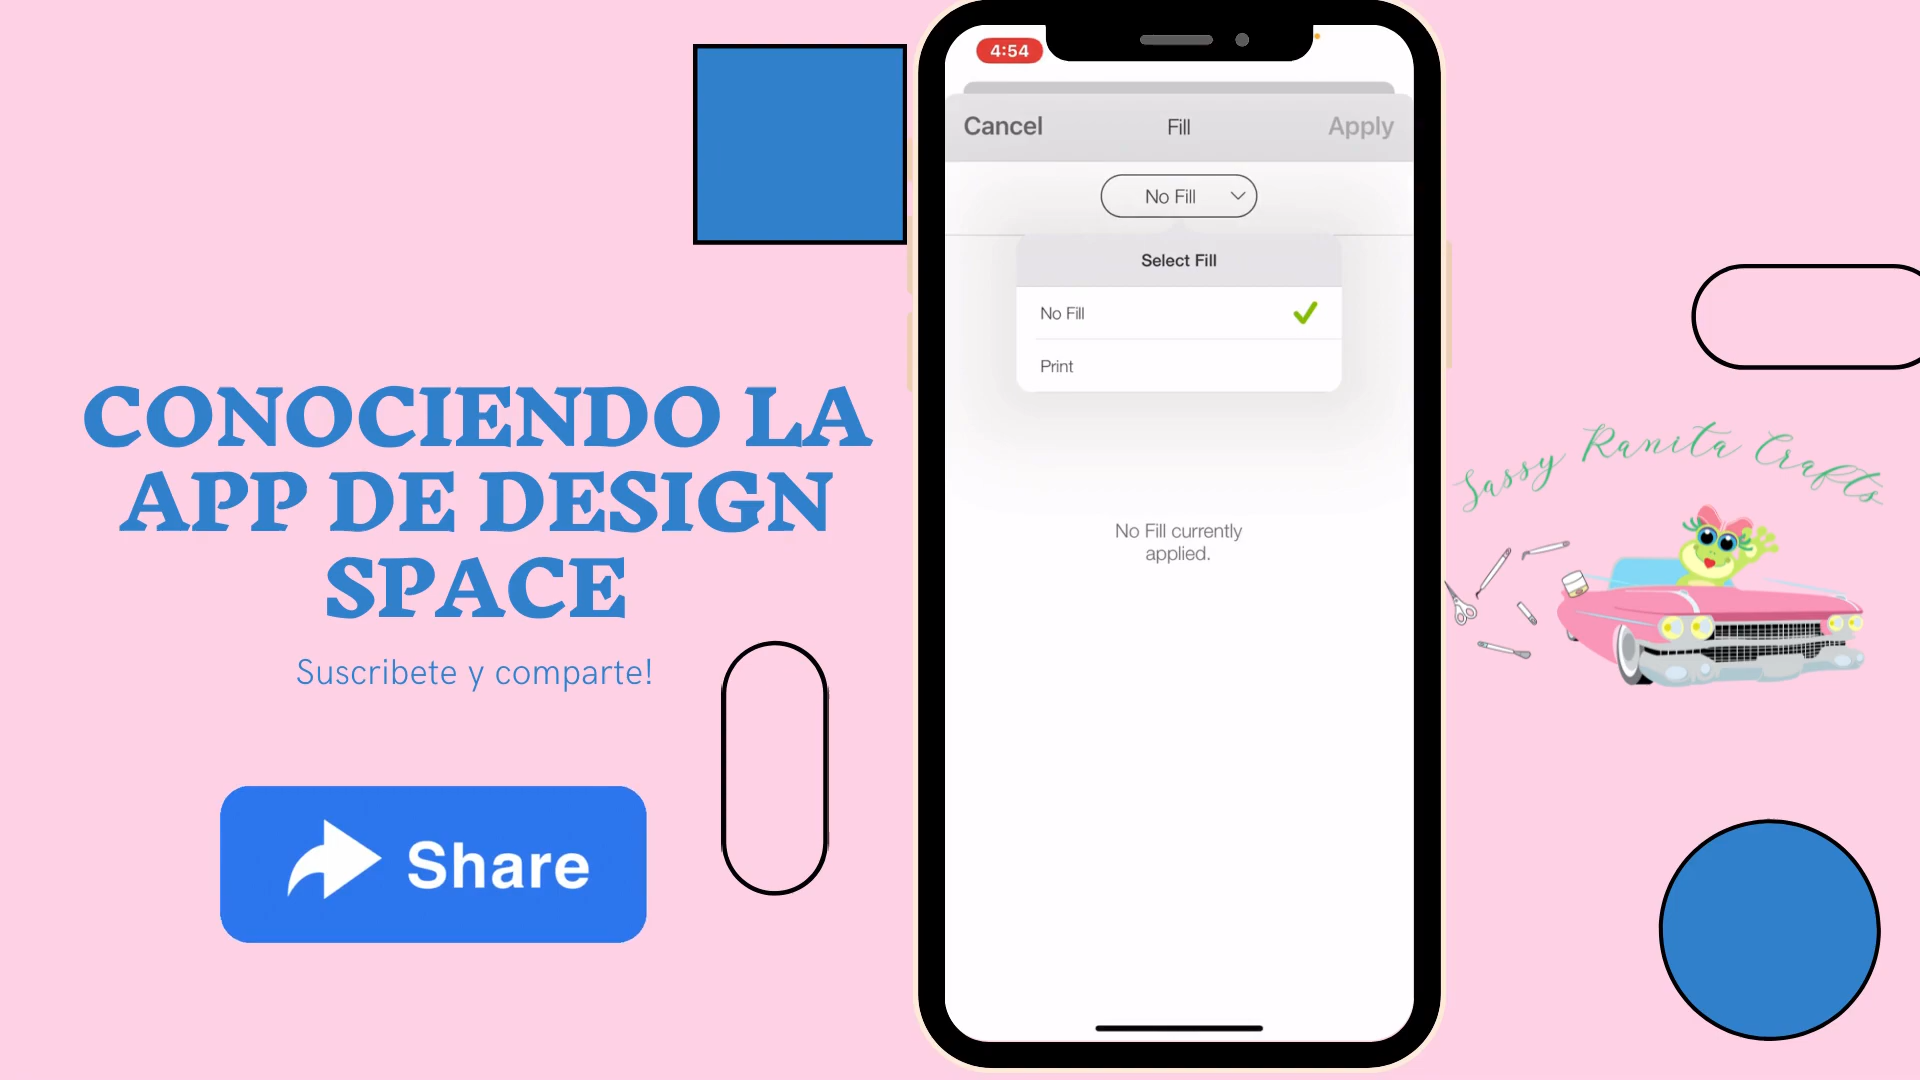 CONOCIENDO LA
APP DE DESIGN
SPACE
Suscribete y comparte!
Share
4:54
Cancel
Fill
Apply
No Fill
Select Fill
No Fill
Print
No Fill currently
applied.
Sassy Ranita Crafts